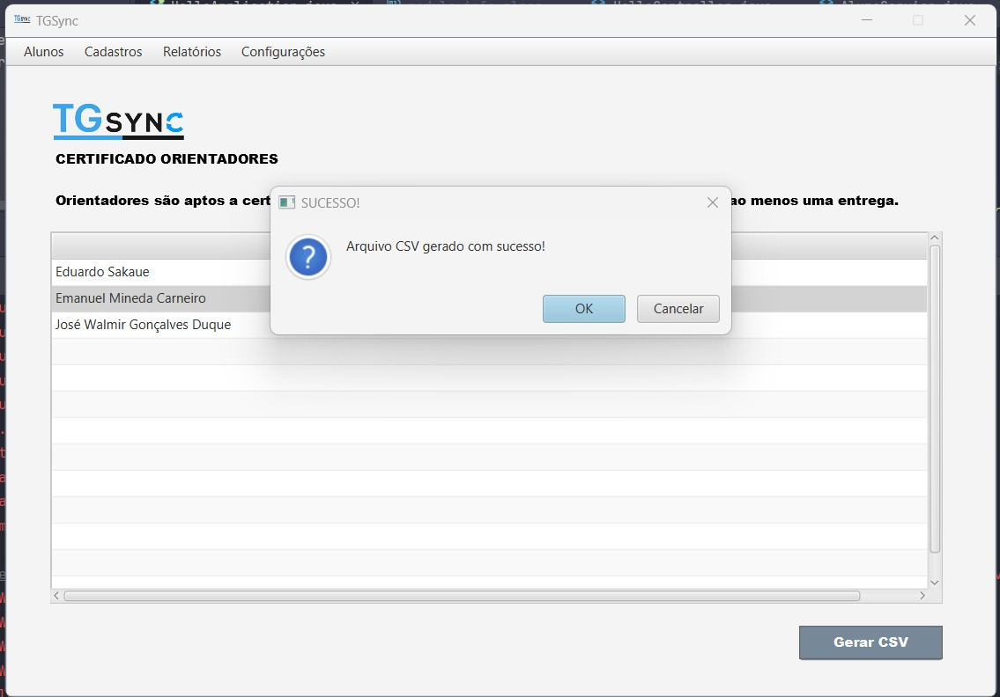 TGSync
Alunos Cadastros Relatórios Configurações
TGSYNC
CERTIFICADO ORIENTADORES
Orientadores são aptos a cert
ao menos uma entrega.
SUCESSO!
?
Arquivo CSV gerado com sucesso!
OK Cancelar
Eduardo Sakaue
Emanuel Mineda Carneiro
José Walmir Gonçalves Duque
Gerar CSV